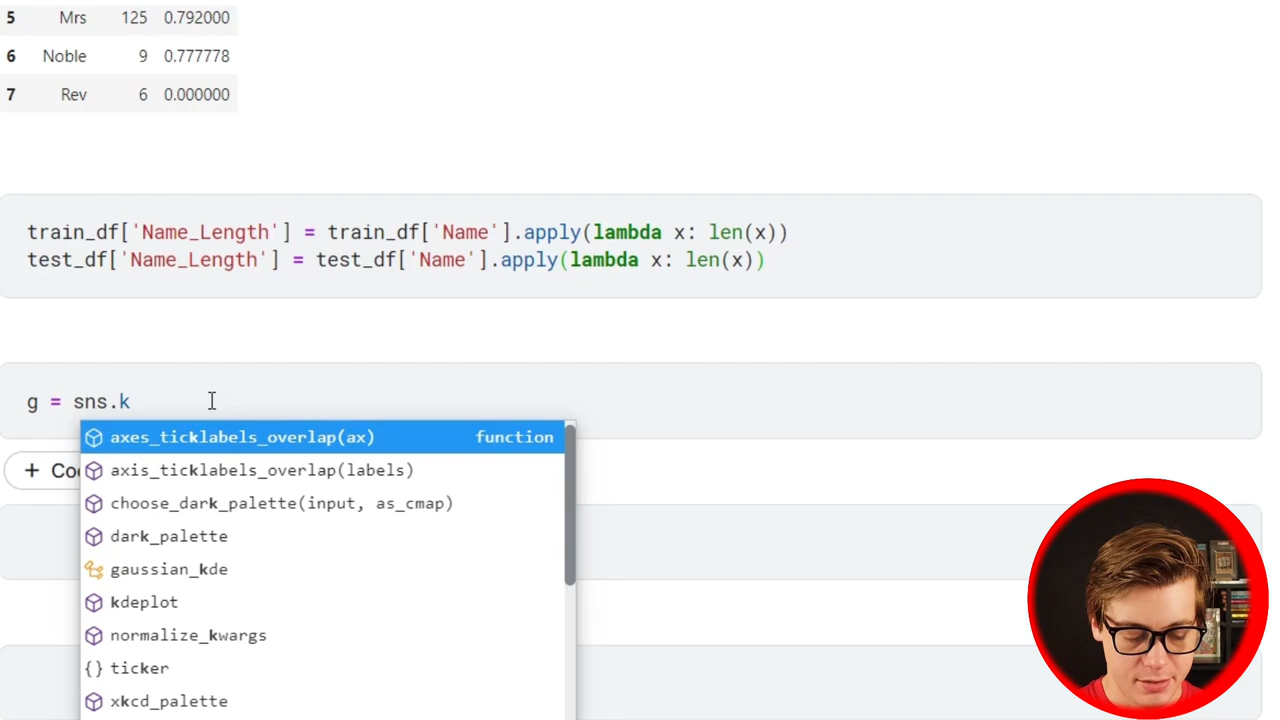 5 Mrs 125 0.792000
6 Noble 9 0.777778
7 Rev 6 0.000000
train_df['Name_Length'] = train_df['Name'].apply(lambda x: len(x))
test_df['Name_Length'] = test_df['Name'].apply(lambda x: len(x))
g = sns.k
axes_ticklabels_overlap(ax) function
axis_ticklabels_overlap(labels)
+ Co
choose_dark_palette(input, as_cmap)
dark_palette
gaussian_kde
kdeplot
normalize_kwargs
{} ticker
xkcd_palette